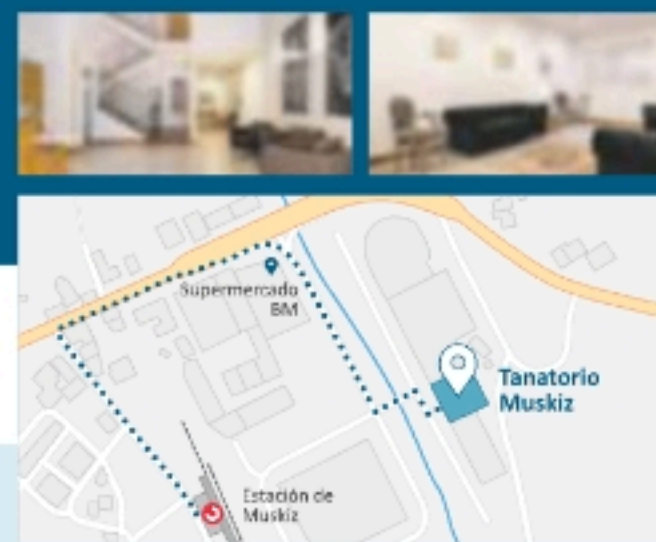 Supermercado
BM
Tanatorio
Muskiz
Estación de
Muskiz